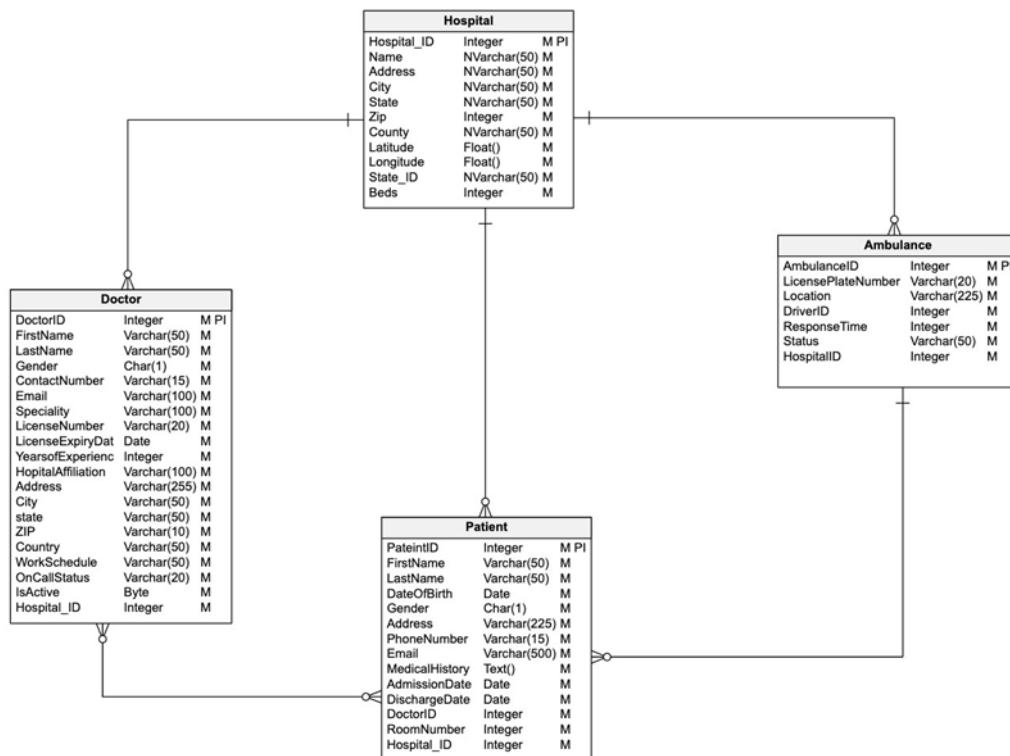 Hospital
Hospital_ID Integer M PI
Name NVarchar(50) M
Address NVarchar(50) M
City NVarchar(50) M
State NVarchar(50) M
Zip Integer M
County NVarchar(50) M
Latitude Float() M
Longitude Float() M
State_ID NVarchar(50) M
Beds Integer M
Ambulance
AmbulanceID Integer M PI
LicensePlateNumber Varchar(20) M
Location Varchar(225) M
DriverID Integer M
ResponseTime Integer M
Status Varchar(50) M
HospitalID Integer M
Doctor
DoctorID Integer M PI
FirstName Varchar(50) M
LastName Varchar(50) M
Gender Char(1) M
ContactNumber Varchar(15) M
Email Varchar(100) M
Speciality Varchar(100) M
LicenseNumber Varchar(20) M
LicenseExpiryDat Date M
YearsofExperienc Integer M
HopitalAffiliation Varchar(100) M
Address Varchar(255) M
City Varchar(50) M
state Varchar(50) M
ZIP Varchar(10) M
Country Varchar(50) M
WorkSchedule Varchar(50) M
OnCallStatus Varchar(20) M
IsActive Byte M
Hospital_ID Integer M
Patient
PateintID Integer M PI
FirstName Varchar(50) M
LastName Varchar(50) M
DateOfBirth Date M
Gender Char(1) M
Address Varchar(225) M
PhoneNumber Varchar(15) M
Email Varchar(500) M
MedicalHistory Text() M
AdmissionDate Date M
DischargeDate Date M
DoctorID Integer M
RoomNumber Integer M
Hospital_ID Integer M